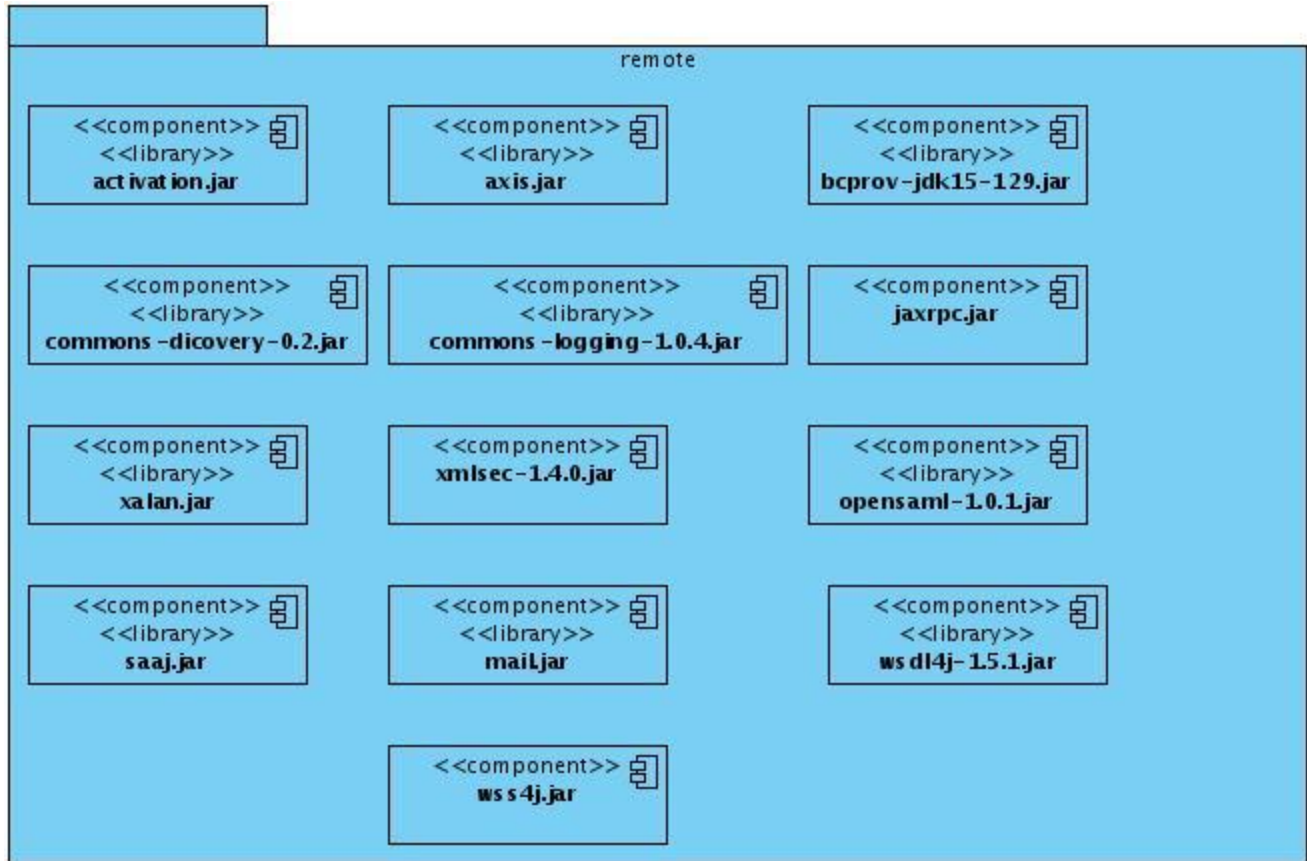 remote
<<component>>
<<library>>
activation.jar
<<component>>
<<library>>
axis.jar
<<component>>
<<library>>
bcprov-jdk15-129.jar
<<component>>
<<library>>
commons-dicovery-0.2.jar
<<component>>
<<library>>
commons-logging-1.0.4.jar
<<component>>
jaxrpc.jar
<<component>>
<<library>>
xalan.jar
<<component>>
xmlsec-1.4.0.jar
<<component>>
<<library>>
opensaml-1.0.1.jar
<<component>>
<<library>>
saaj.jar
<<component>>
<<library>>
mail.jar
<<component>>
<<library>>
wsdl4j-1.5.1.jar
<<component>>
wss4j.jar